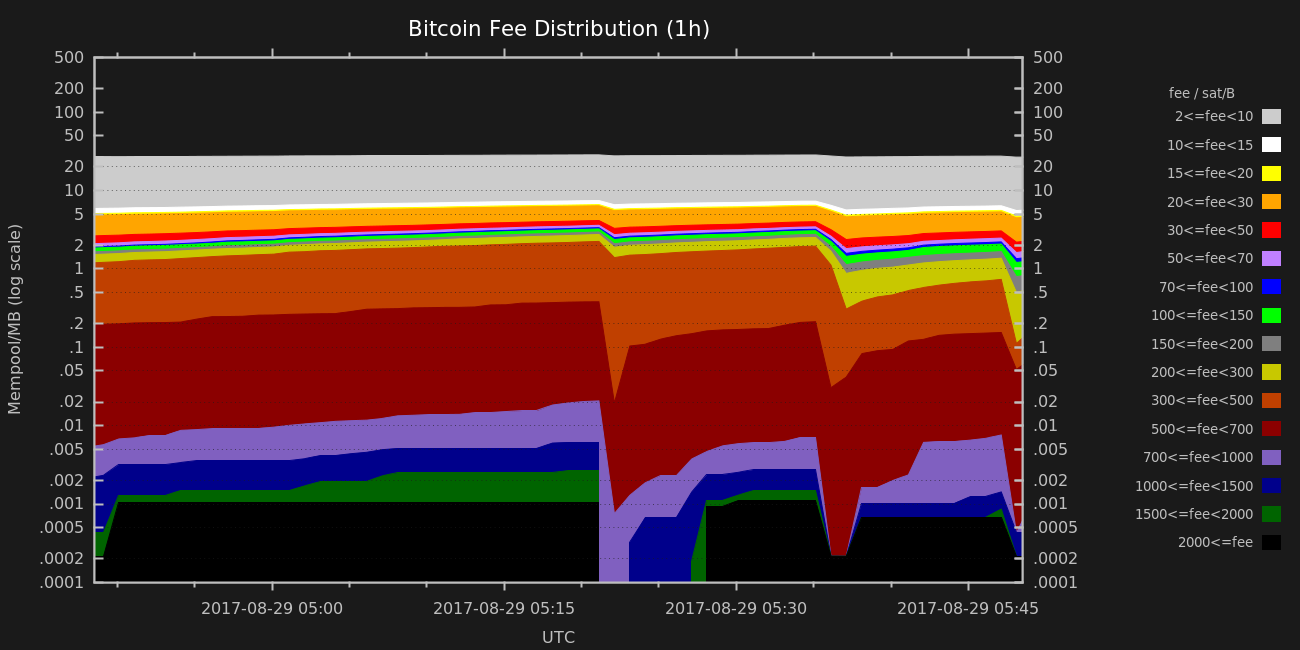 Bitcoin Fee Distribution (1h)
500
200
100
50
20
10
5
2
1
.5
.2
.1
.05
.02
.01
.005
.002
.001
.0005
.0002
.0001
Mempool/MB (log scale)
500
200
100
50
20
10
5
2
1
.5
.2
.1
.05
.02
.01
.005
.002
.001
.0005
.0002
.0001
fee / sat/B
2<=fee<10
10<=fee<15
15<=fee<20
20<=fee<30
30<=fee<50
50<=fee<70
70<=fee<100
100<=fee<150
150<=fee<200
200<=fee<300
300<=fee<500
500<=fee<700
700<=fee<1000
1000<=fee<1500
1500<=fee<2000
2000<=fee
2017-08-29 05:00
2017-08-29 05:15
2017-08-29 05:30
2017-08-29 05:45
UTC